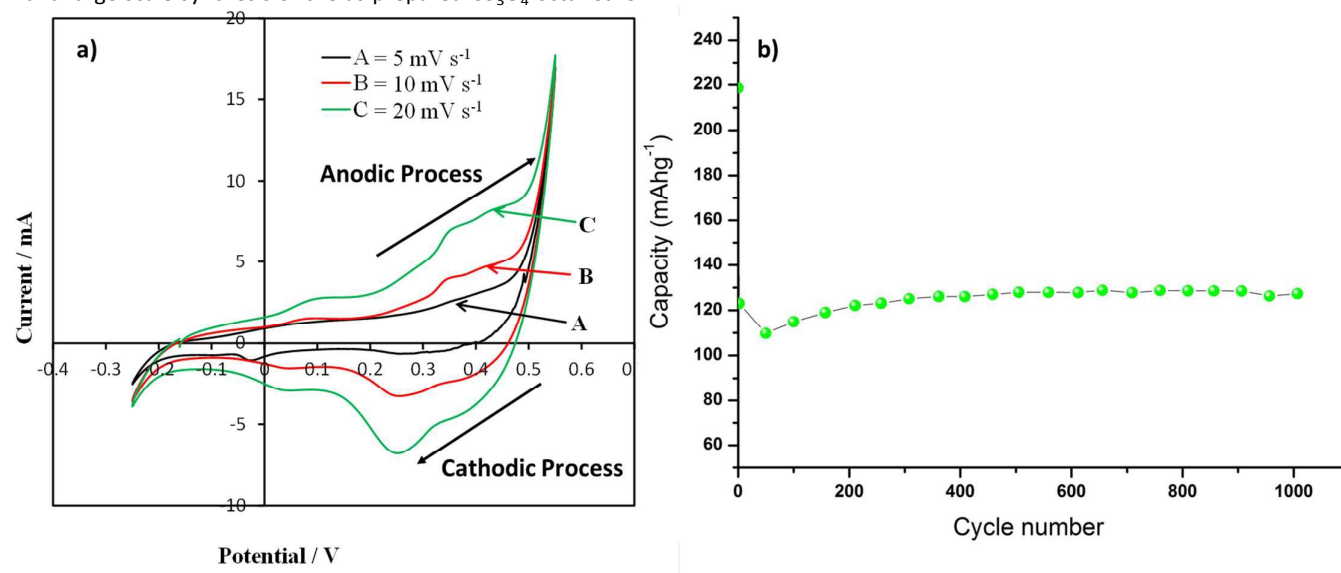 a)
A = 5 mV s-1
B = 10 mV s-1
C = 20 mV s-1
Anodic Process
C
B
A
Cathodic Process
20
15
10
5
0
-5
-10
-0.4
-0.3
-0.2
-0.1
0
0.1
0.2
0.3
0.4
0.5
0
Current / mA
Potential / V
b)
240
220
200
180
160
140
120
100
80
60
0
200
400
600
800
1000
Capacity (mAhg-1)
Cycle number